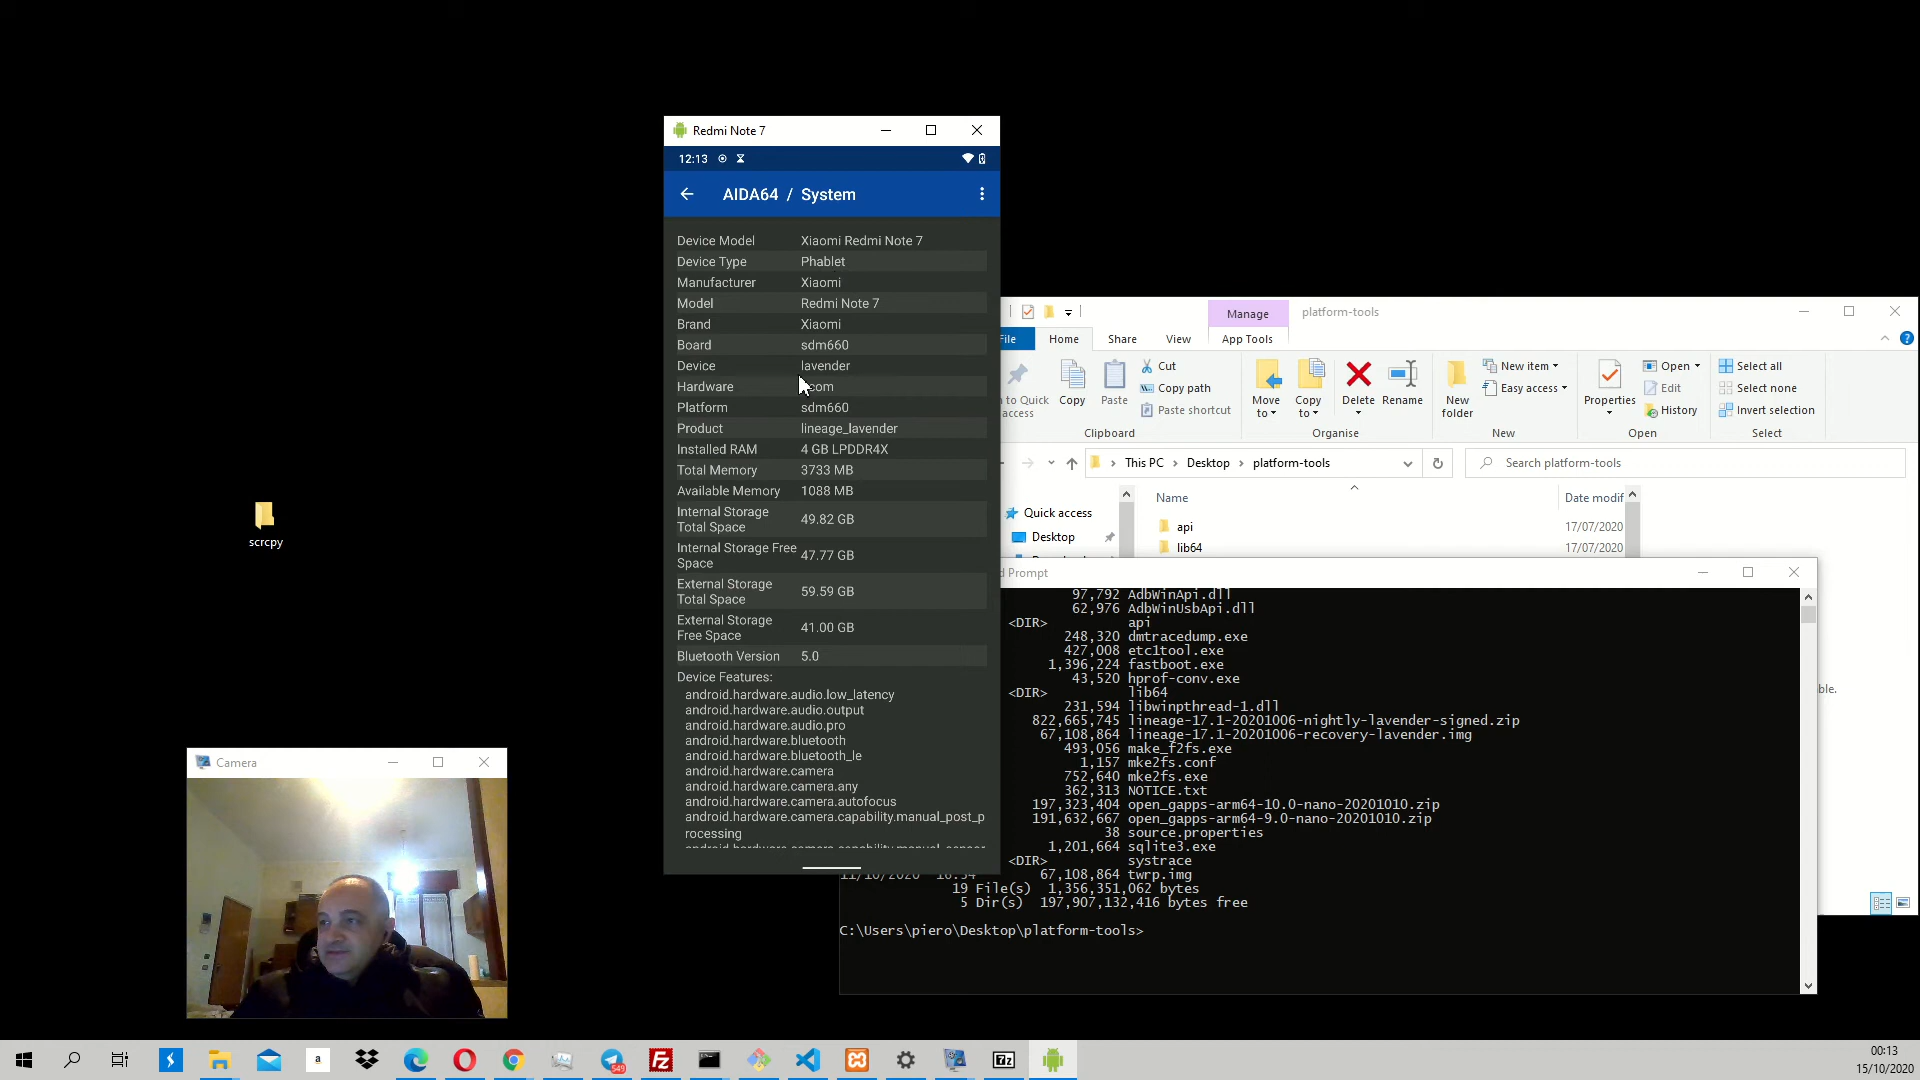 Redmi Note 7
12:13
AIDA64 / System
Device Model Xiaomi Redmi Note 7
Device Type Phablet
Manufacturer Xiaomi
Model Redmi Note 7
Brand Xiaomi
Board sdm660
Device lavender
Hardware com
Platform sdm660
Product lineage_lavender
Installed RAM 4 GB LPDDR4X
Total Memory 3733 MB
Available Memory 1088 MB
Internal Storage
Total Space 49.82 GB
Internal Storage Free
Space 47.77 GB
External Storage
Total Space 59.59 GB
External Storage
Free Space 41.00 GB
Bluetooth Version 5.0
Device Features:
android.hardware.audio.low_latency
android.hardware.audio.output
android.hardware.audio.pro
android.hardware.bluetooth
android.hardware.bluetooth_le
android.hardware.camera
android.hardware.camera.any
android.hardware.camera.autofocus
android.hardware.camera.capability.manual_post_p
rocessing
scrcpy
Camera
Manage platform-tools
File Home Share View App Tools
Copy
Paste
Cut
Copy path
Paste shortcut
Move
to
Copy
to
Delete
Rename
New
folder
New item
Easy access
Properties
Open
Edit
History
Select all
Select none
Invert selection
to Quick
access
Clipboard Organise New Open Select
This PC Desktop platform-tools
Search platform-tools
Quick access
Desktop
Name Date modif
api 17/07/2020
lib64 17/07/2020
Prompt
97,792 AdbWinApi.dll
62,976 AdbWinUsbApi.dll
<DIR> api
248,320 dmtracedump.exe
427,008 etc1tool.exe
1,396,224 fastboot.exe
43,520 hprof-conv.exe
<DIR> lib64
231,594 libwinpthread-1.dll
822,665,745 lineage-17.1-20201006-nightly-lavender-signed.zip
67,108,864 lineage-17.1-20201006-recovery-lavender.img
493,056 make_f2fs.exe
1,157 mke2fs.conf
752,640 mke2fs.exe
362,313 NOTICE.txt
197,323,404 open_gapps-arm64-10.0-nano-20201010.zip
191,632,667 open_gapps-arm64-9.0-nano-20201010.zip
38 source.properties
1,201,664 sqlite3.exe
<DIR> systrace
67,108,864 twrp.img
19 File(s) 1,356,351,062 bytes
5 Dir(s) 197,907,132,416 bytes free
C:\Users\piero\Desktop\platform-tools>
ble.
a
549
FZ
7z
00:13
15/10/2020